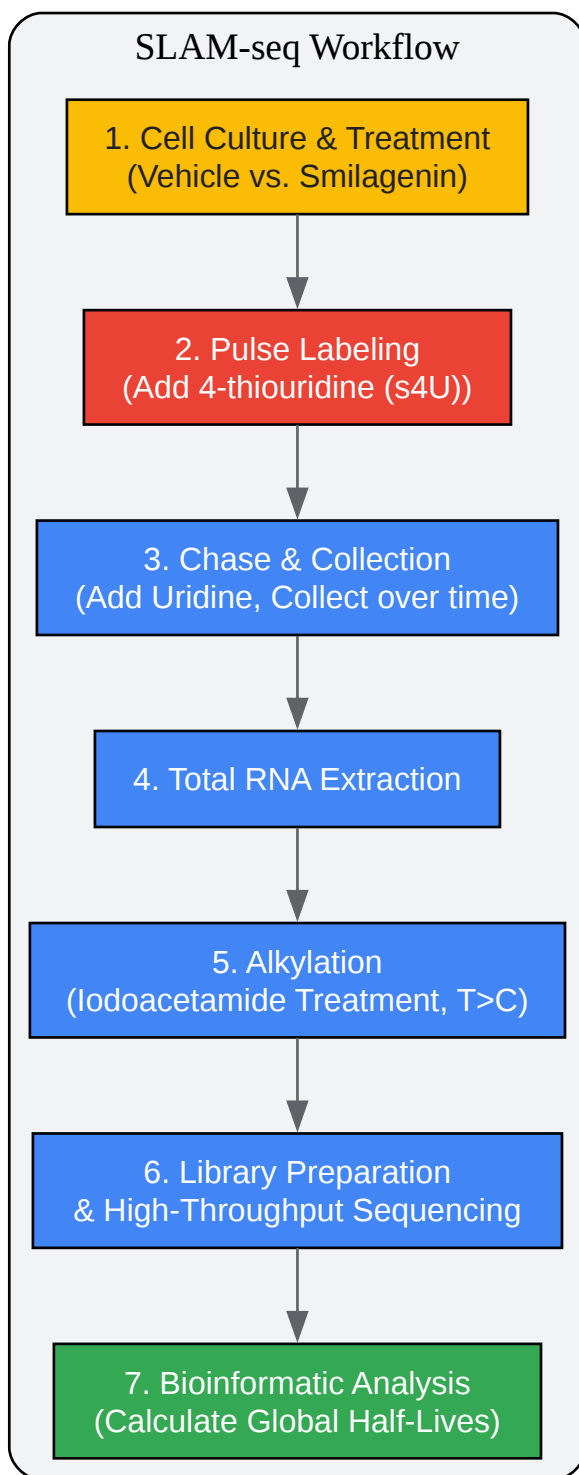 SLAM-seq Workflow
1. Cell Culture & Treatment
(Vehicle vs. Smilagenin)
2. Pulse Labeling
(Add 4-thiouridine (s4U))
3. Chase & Collection
(Add Uridine, Collect over time)
4. Total RNA Extraction
5. Alkylation
(Iodoacetamide Treatment, T>C)
6. Library Preparation
& High-Throughput Sequencing
7. Bioinformatic Analysis
(Calculate Global Half-Lives)